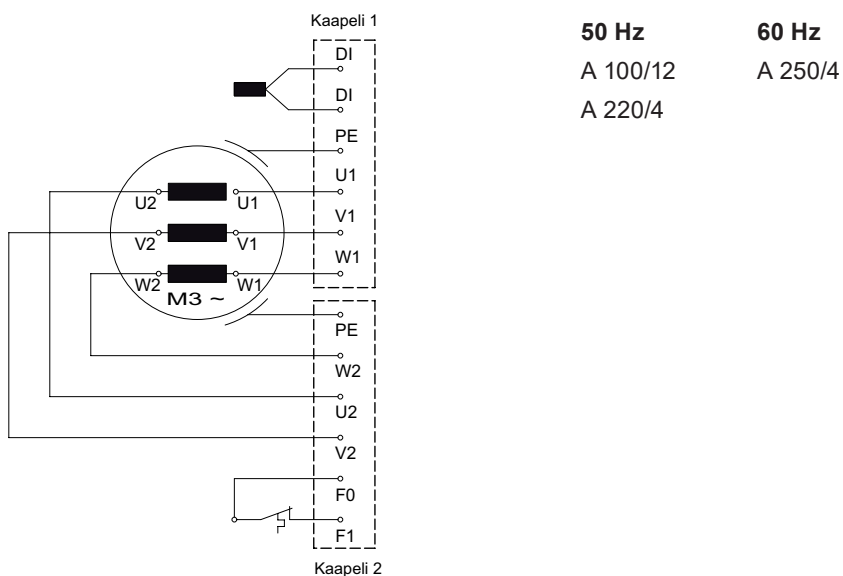 Kaapeli 1
DI
DI
PE
U1
V1
W1
U2 U1
V2 V1
W2 W1
M3 ~
PE
W2
U2
V2
F0
F1
Kaapeli 2
50 Hz 60 Hz
A 100/12 A 250/4
A 220/4